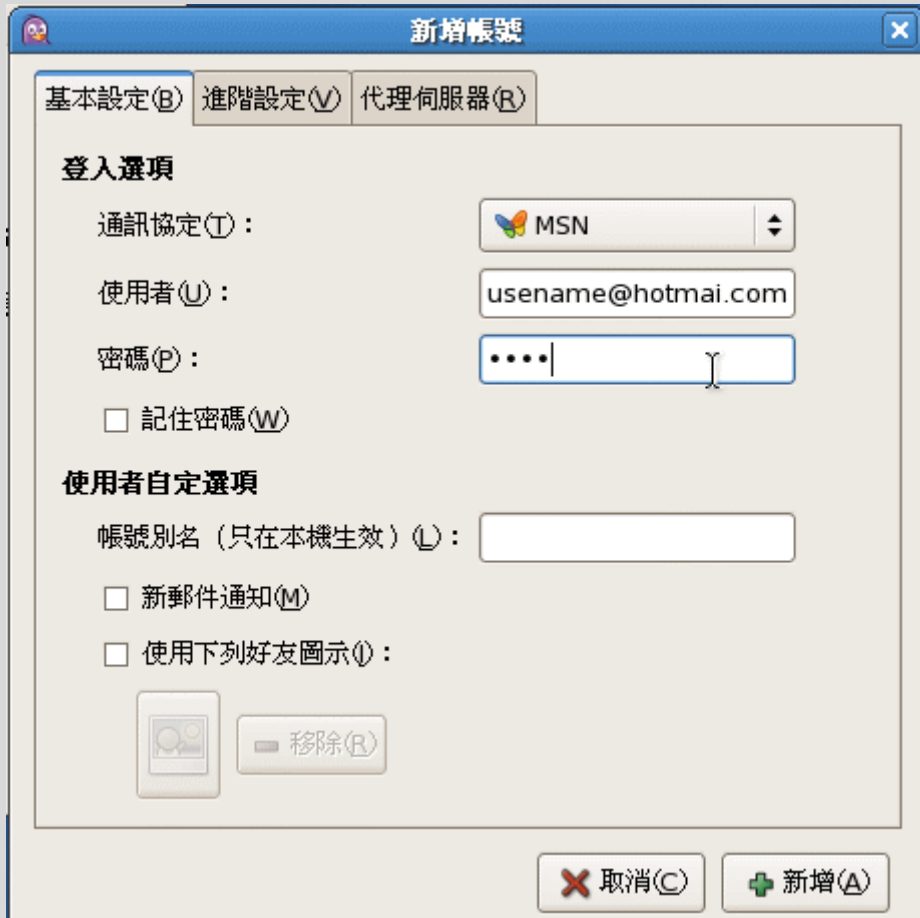 新增帳號
基本設定(B) 進階設定(V) 代理伺服器(R)
登入選項
通訊協定(T)： MSN
使用者(U)： usename@hotmai.com
密碼(P)： ••••
記住密碼(W)
使用者自定選項
帳號別名（只在本機生效）(L)：
新郵件通知(M)
使用下列好友圖示(I)：
移除(R)
取消(C) 新增(A)